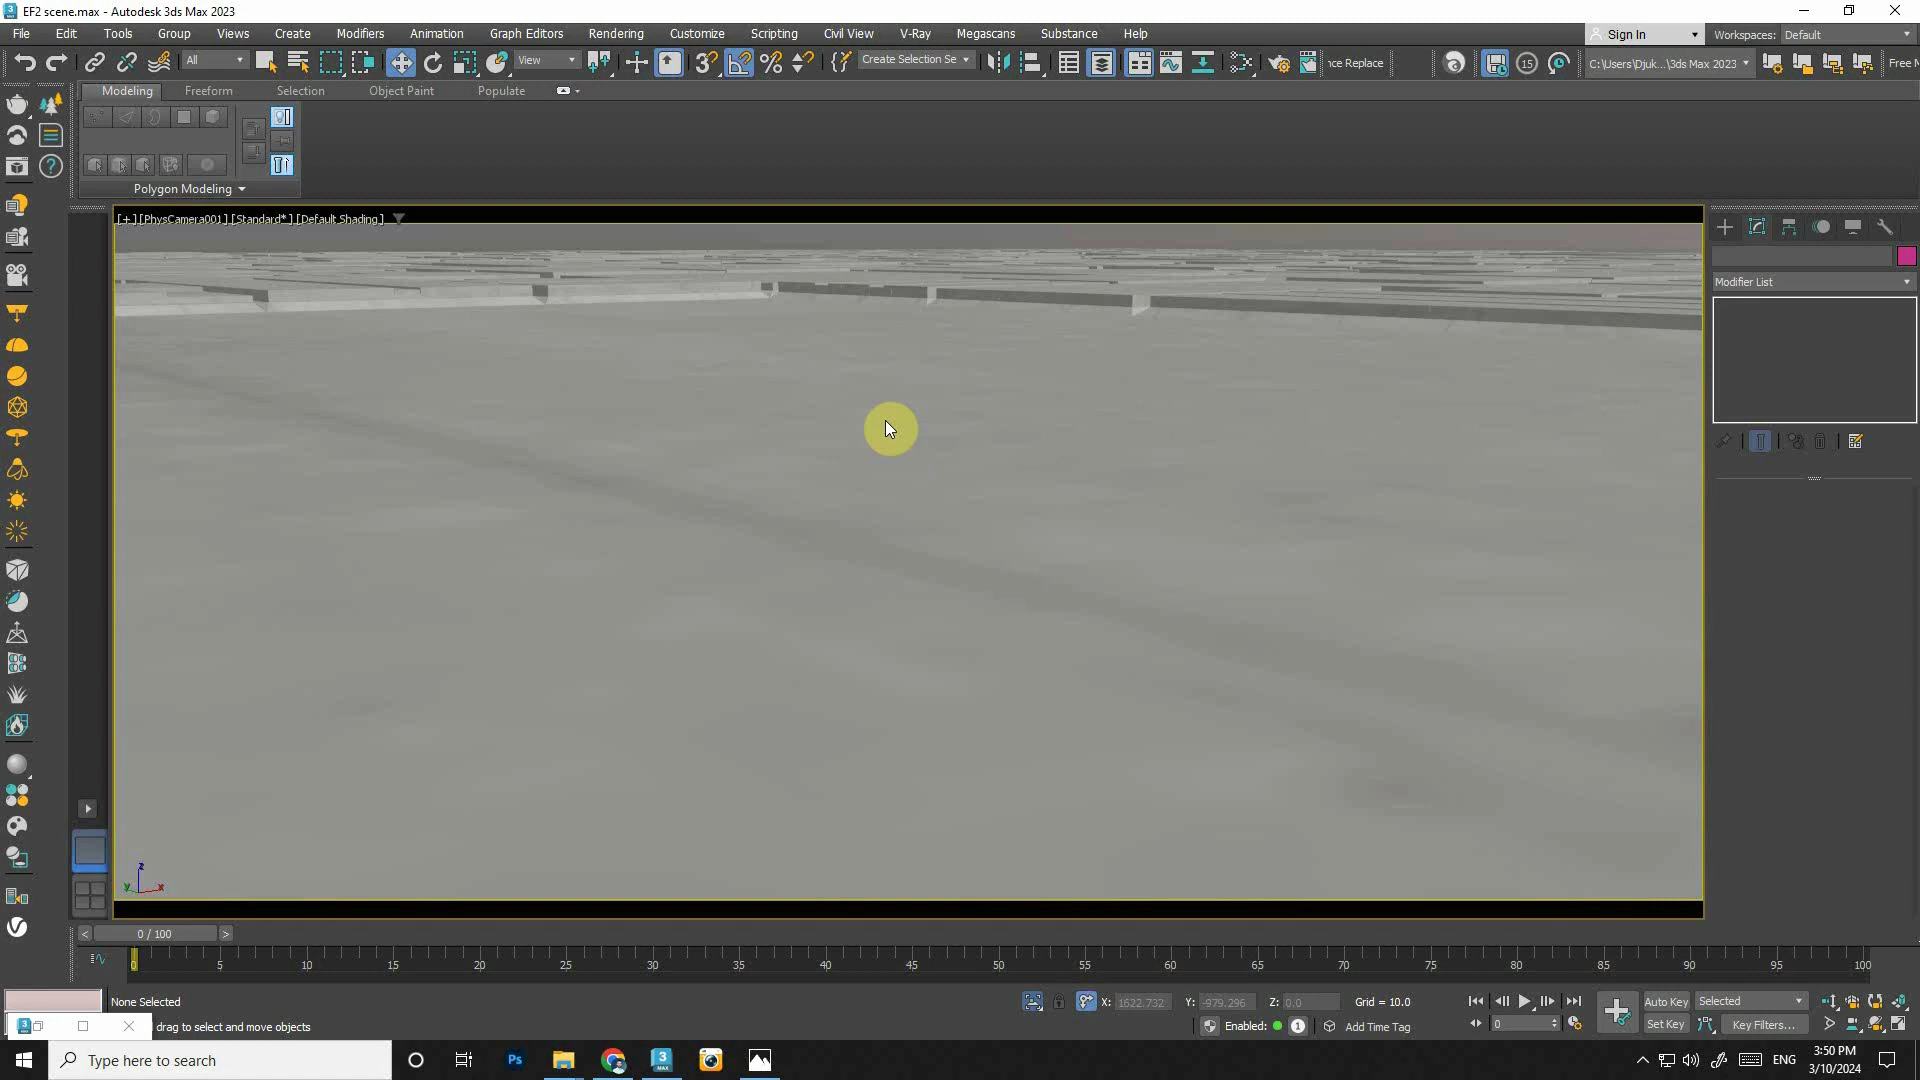 EF2 scene.max - Autodesk 3ds Max 2023
File Edit Tools Group Views Create Modifiers Animation Graph Editors Rendering Customize Scripting Civil View V-Ray Megascans Substance Help
Sign In Workspaces: Default
All View Create Selection Se nce Replace 15 C:\Users\Djuk...\3ds Max 2023 Free M
Modeling Freeform Selection Object Paint Populate
Polygon Modeling
[+] [PhysCamera001] [Standard*] [Default Shading]
Modifier List
z
y x
< 0 / 100 >
0 5 10 15 20 25 30 35 40 45 50 55 60 65 70 75 80 85 90 95 100
None Selected X: 1622.732 Y: -979.296 Z: 0.0 Grid = 10.0 Auto Key Selected
drag to select and move objects Enabled: 1 Add Time Tag 0 Set Key Key Filters...
Type here to search Ps 3 MAX ENG 3:50 PM
3/10/2024